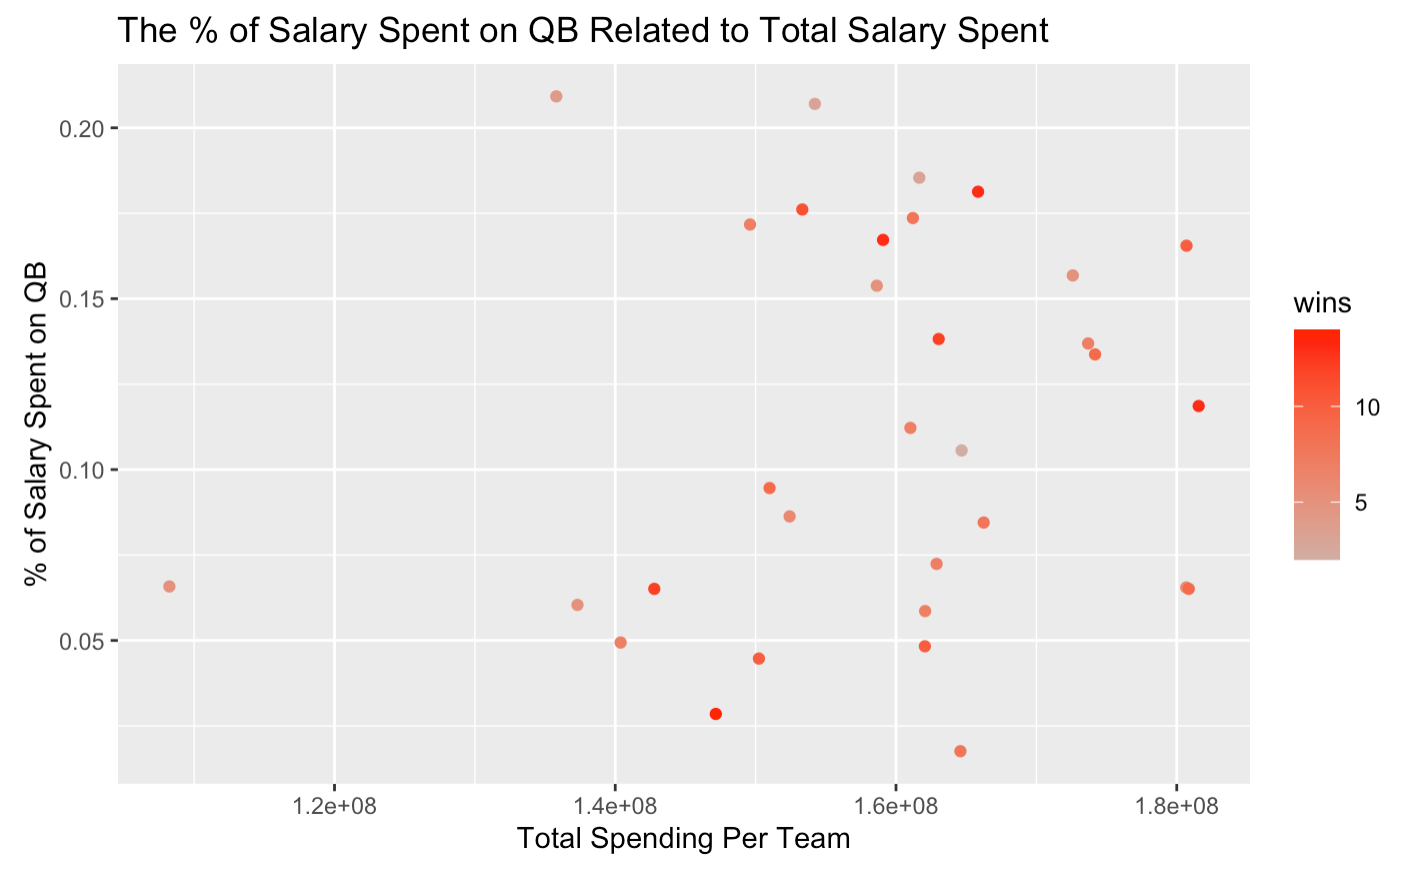 The % of Salary Spent on QB Related to Total Salary Spent
% of Salary Spent on QB
0.20
0.15
0.10
0.05
1.2e+08
1.4e+08
1.6e+08
1.8e+08
Total Spending Per Team
wins
10
5